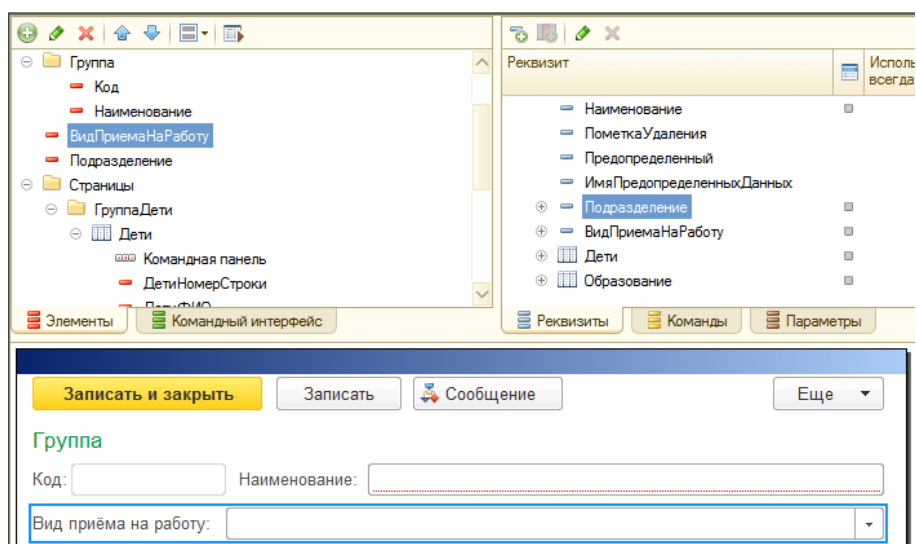 Группа
Код
Наименование
ВидПриемаНаРаботу
Подразделение
Страницы
ГруппаДети
Дети
Командная панель
ДетиНомерСтроки
Элементы
Командный интерфейс
Реквизит
Исполь
всегда
Наименование
ПометкаУдаления
Предопределенный
ИмяПредопределенныхДанных
Подразделение
ВидПриемаНаРаботу
Дети
Образование
Реквизиты
Команды
Параметры
Записать и закрыть Записать Сообщение Еще
Группа
Код: Наименование:
Вид приёма на работу: